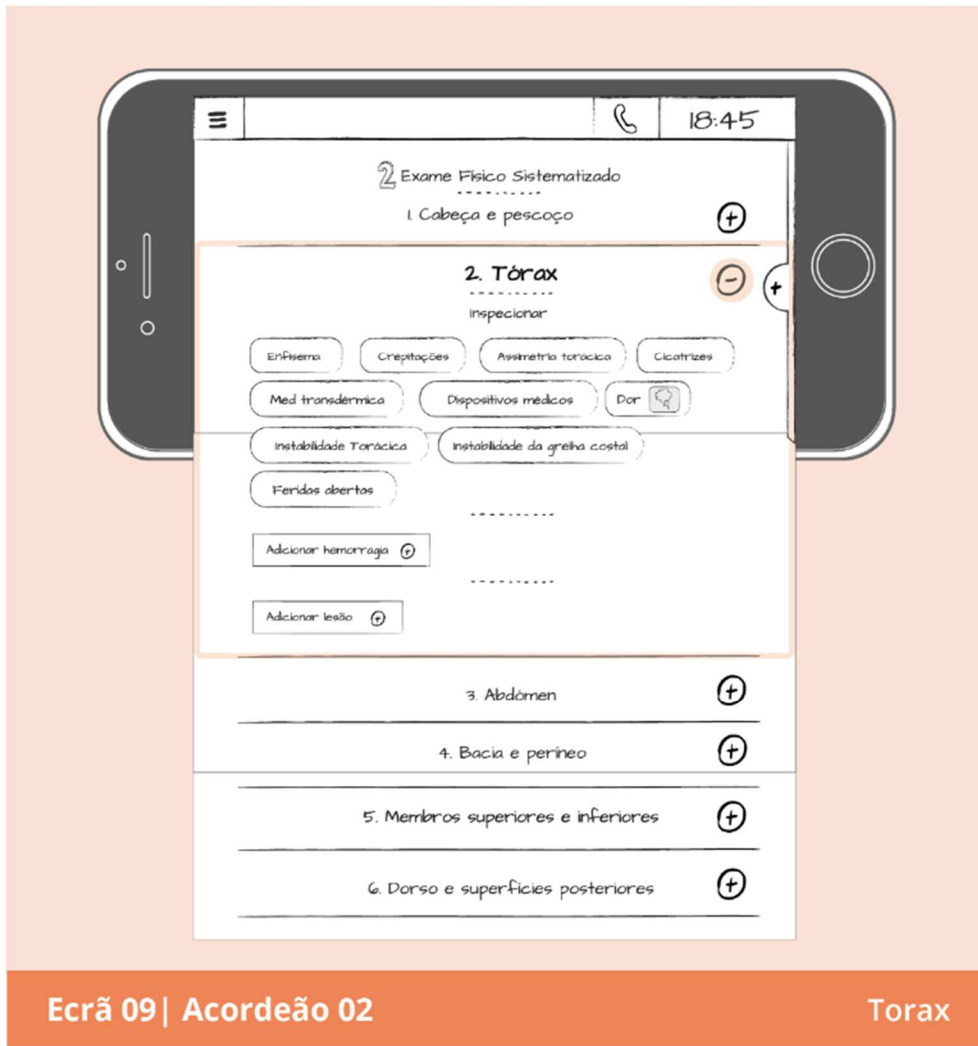 18:45
2 Exame Físico Sistematizado
1. Cabeça e pescoço
2. Tórax
Inspecionar
Enfisema Crepitações Assimetria torácica Cicatrizes
Med transdérmica Dispositivos médicos Dor
Instabilidade Torácica Instabilidade da grelha costal
Feridas abertas
Adicionar hemorragia
Adicionar lesão
3. Abdómen
4. Bacia e períneo
5. Membros superiores e inferiores
6. Dorso e superfícies posteriores
Ecrã 09| Acordeão 02 Torax